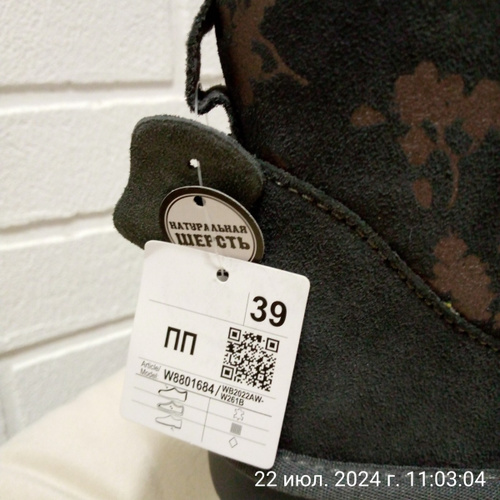 НАТУРАЛЬНАЯ
ШЕРСТЬ
39
ПП
Article/
Model:
W8801684 / WB2022AW-
W261B
22 июл. 2024 г. 11:03:04